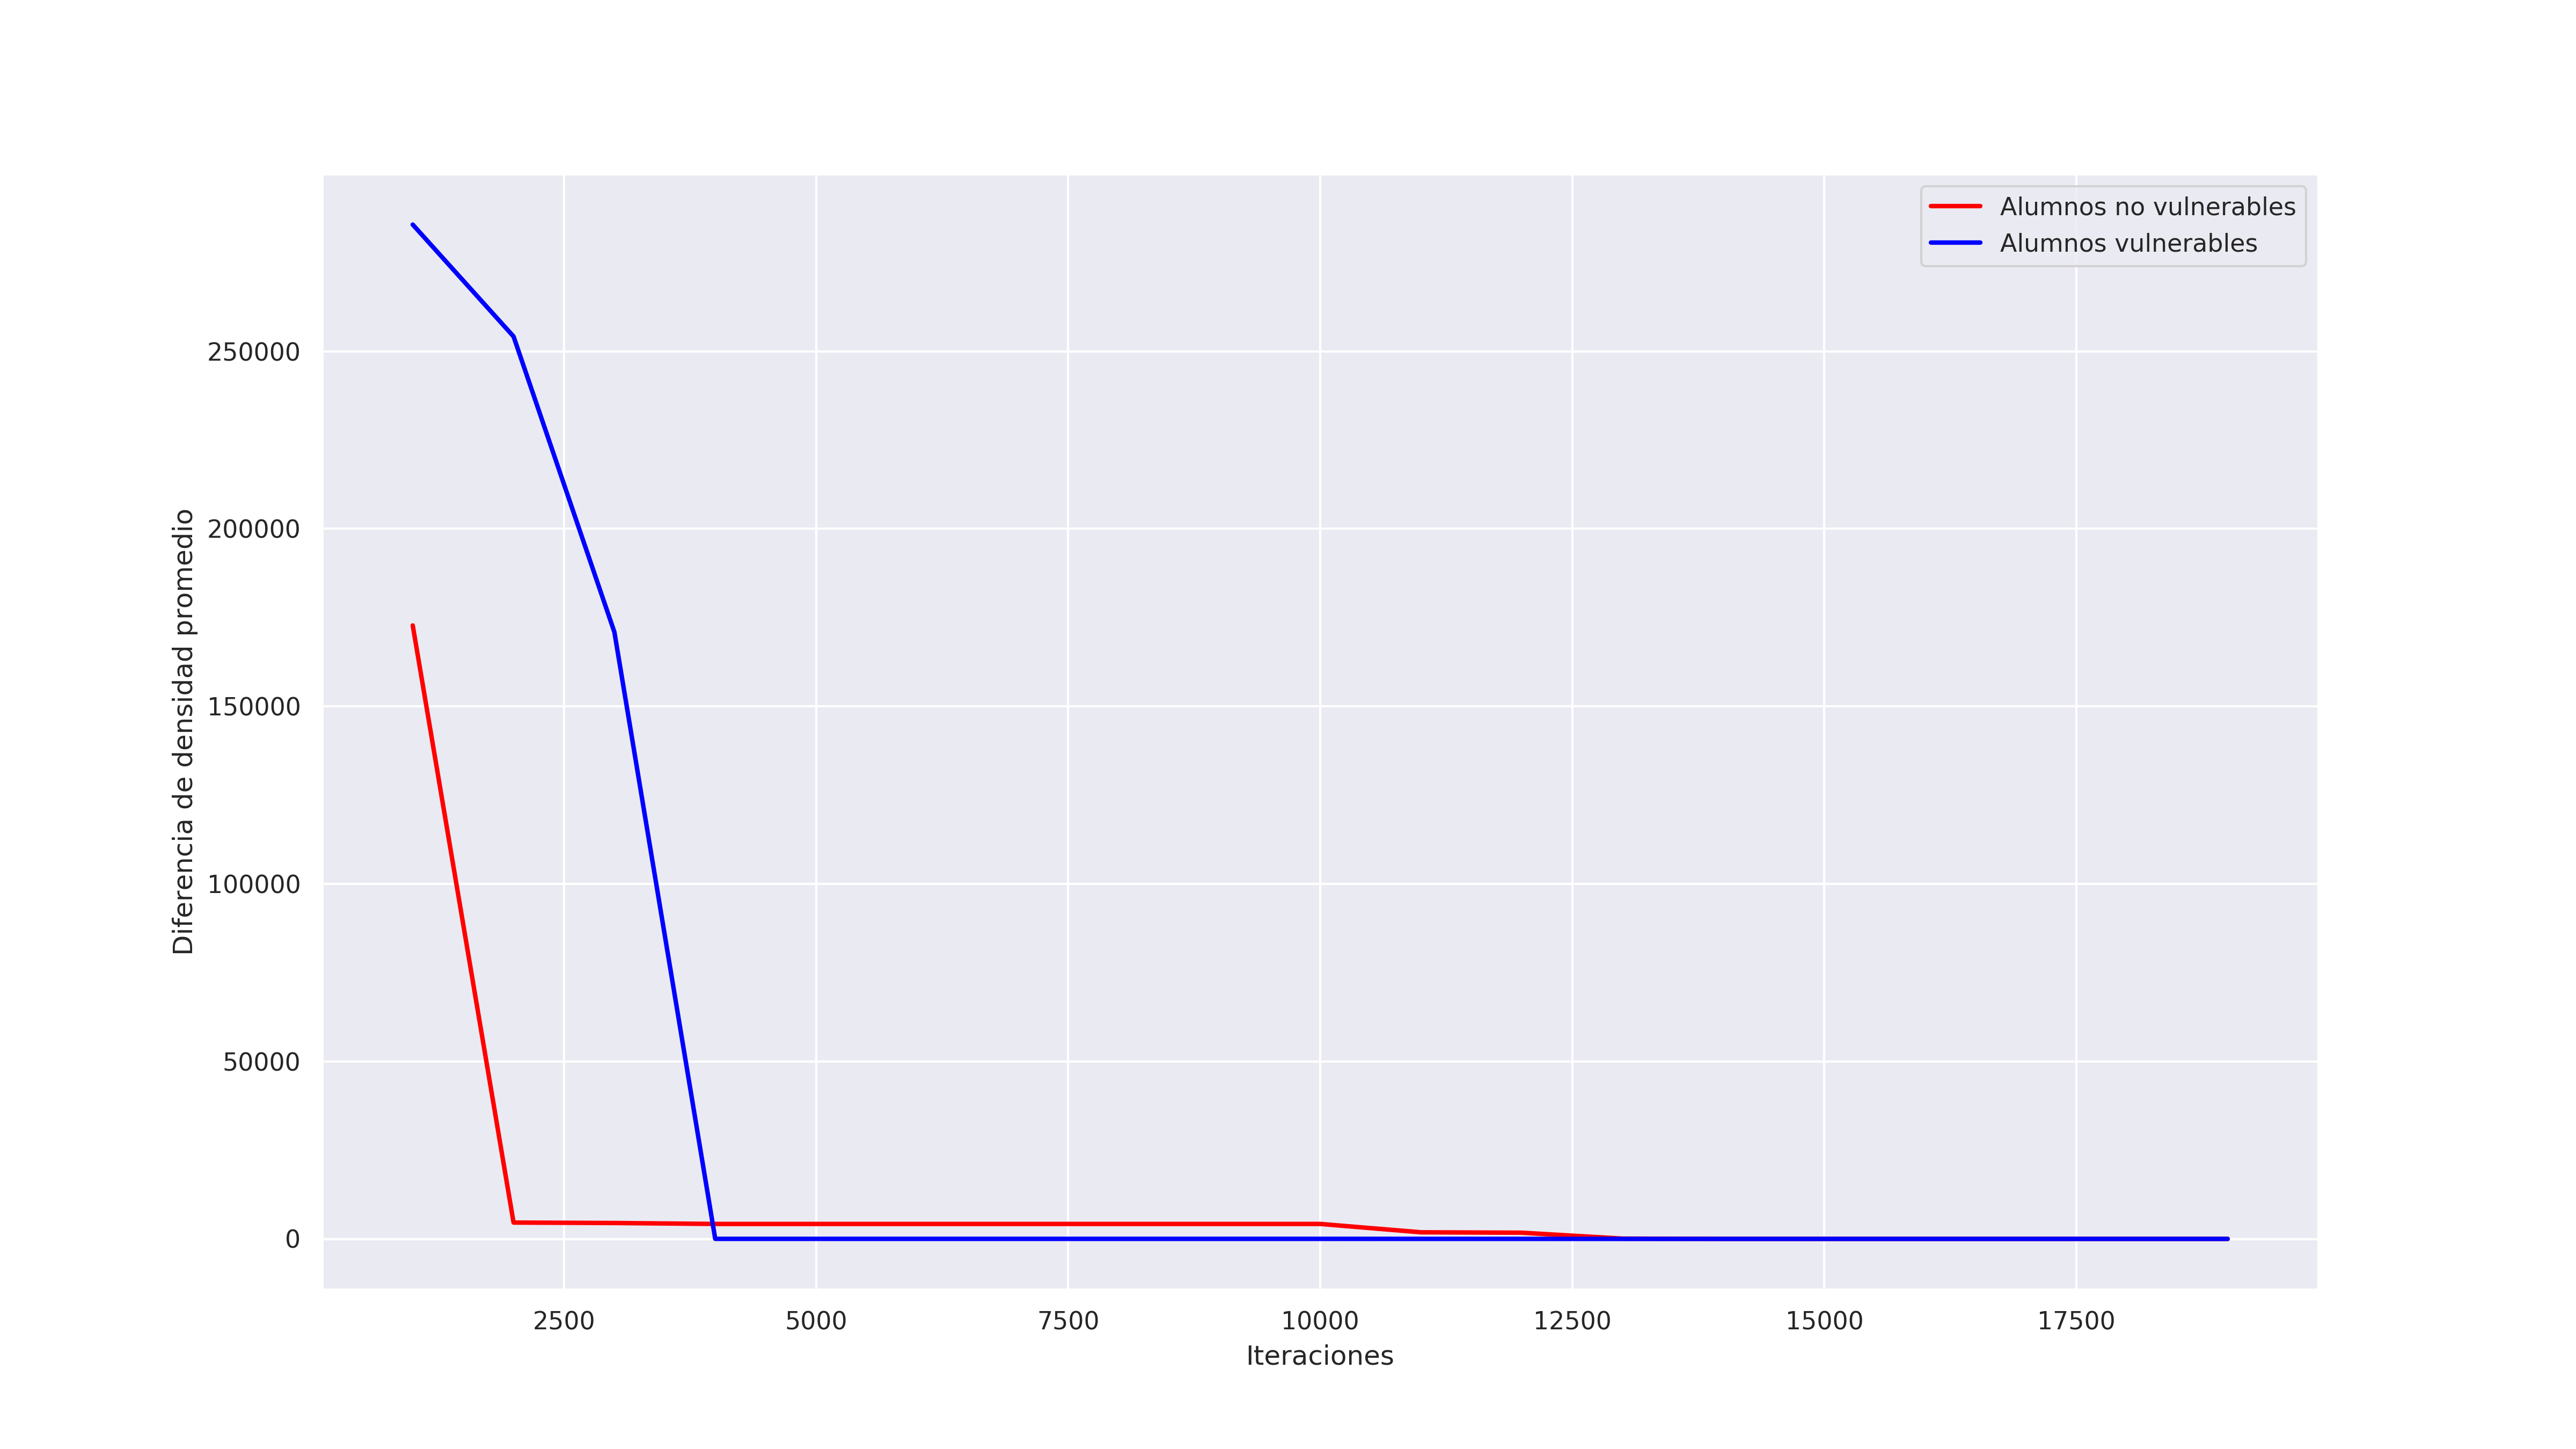 Alumnos no vulnerables
Alumnos vulnerables
Diferencia de densidad promedio
250000
200000
150000
100000
50000
0
2500 5000 7500 10000 12500 15000 17500
Iteraciones